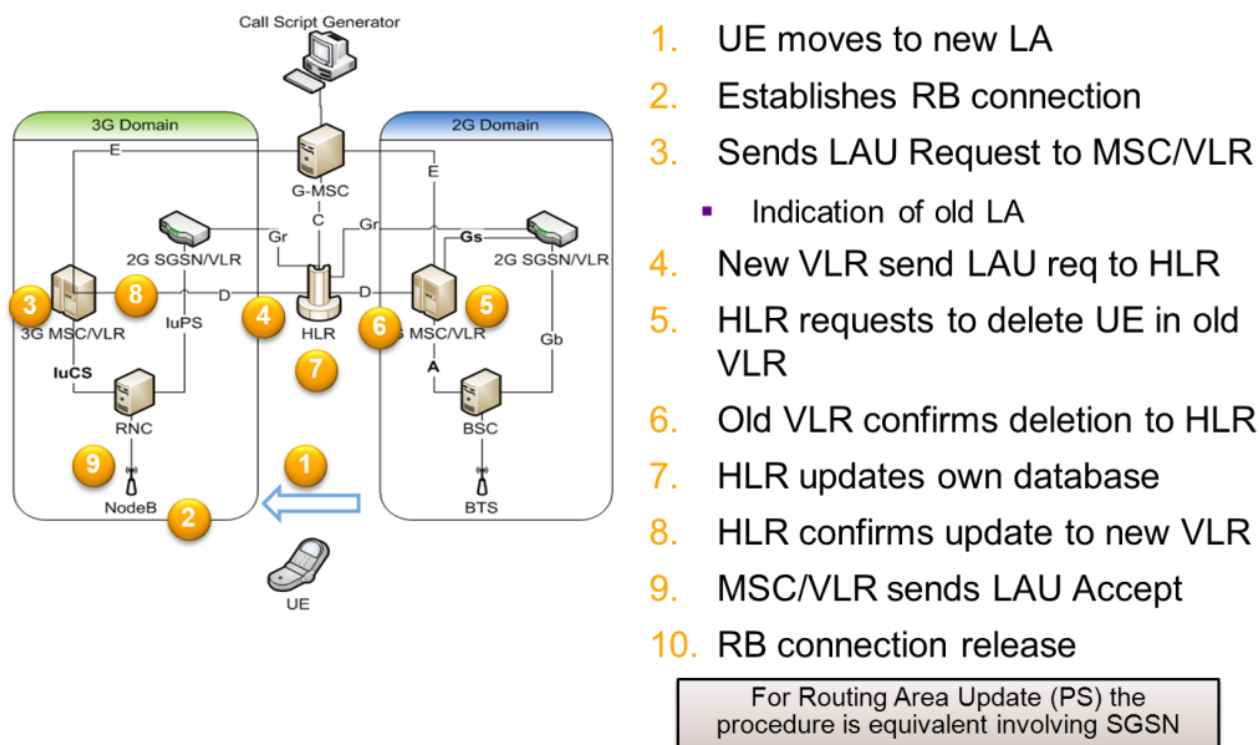 Call Script Generator
3G Domain
2G Domain
E
E
G-MSC
C
Gr
Gr
Gs
2G SGSN/VLR
2G SGSN/VLR
3
8
D
4
D
6
5
3G MSC/VLR
IuPS
HLR
MSC/VLR
Gb
7
IuCS
A
RNC
BSC
9
1
NodeB
2
BTS
UE
1. UE moves to new LA
2. Establishes RB connection
3. Sends LAU Request to MSC/VLR
▪ Indication of old LA
4. New VLR send LAU req to HLR
5. HLR requests to delete UE in old
VLR
6. Old VLR confirms deletion to HLR
7. HLR updates own database
8. HLR confirms update to new VLR
9. MSC/VLR sends LAU Accept
10. RB connection release
For Routing Area Update (PS) the
procedure is equivalent involving SGSN